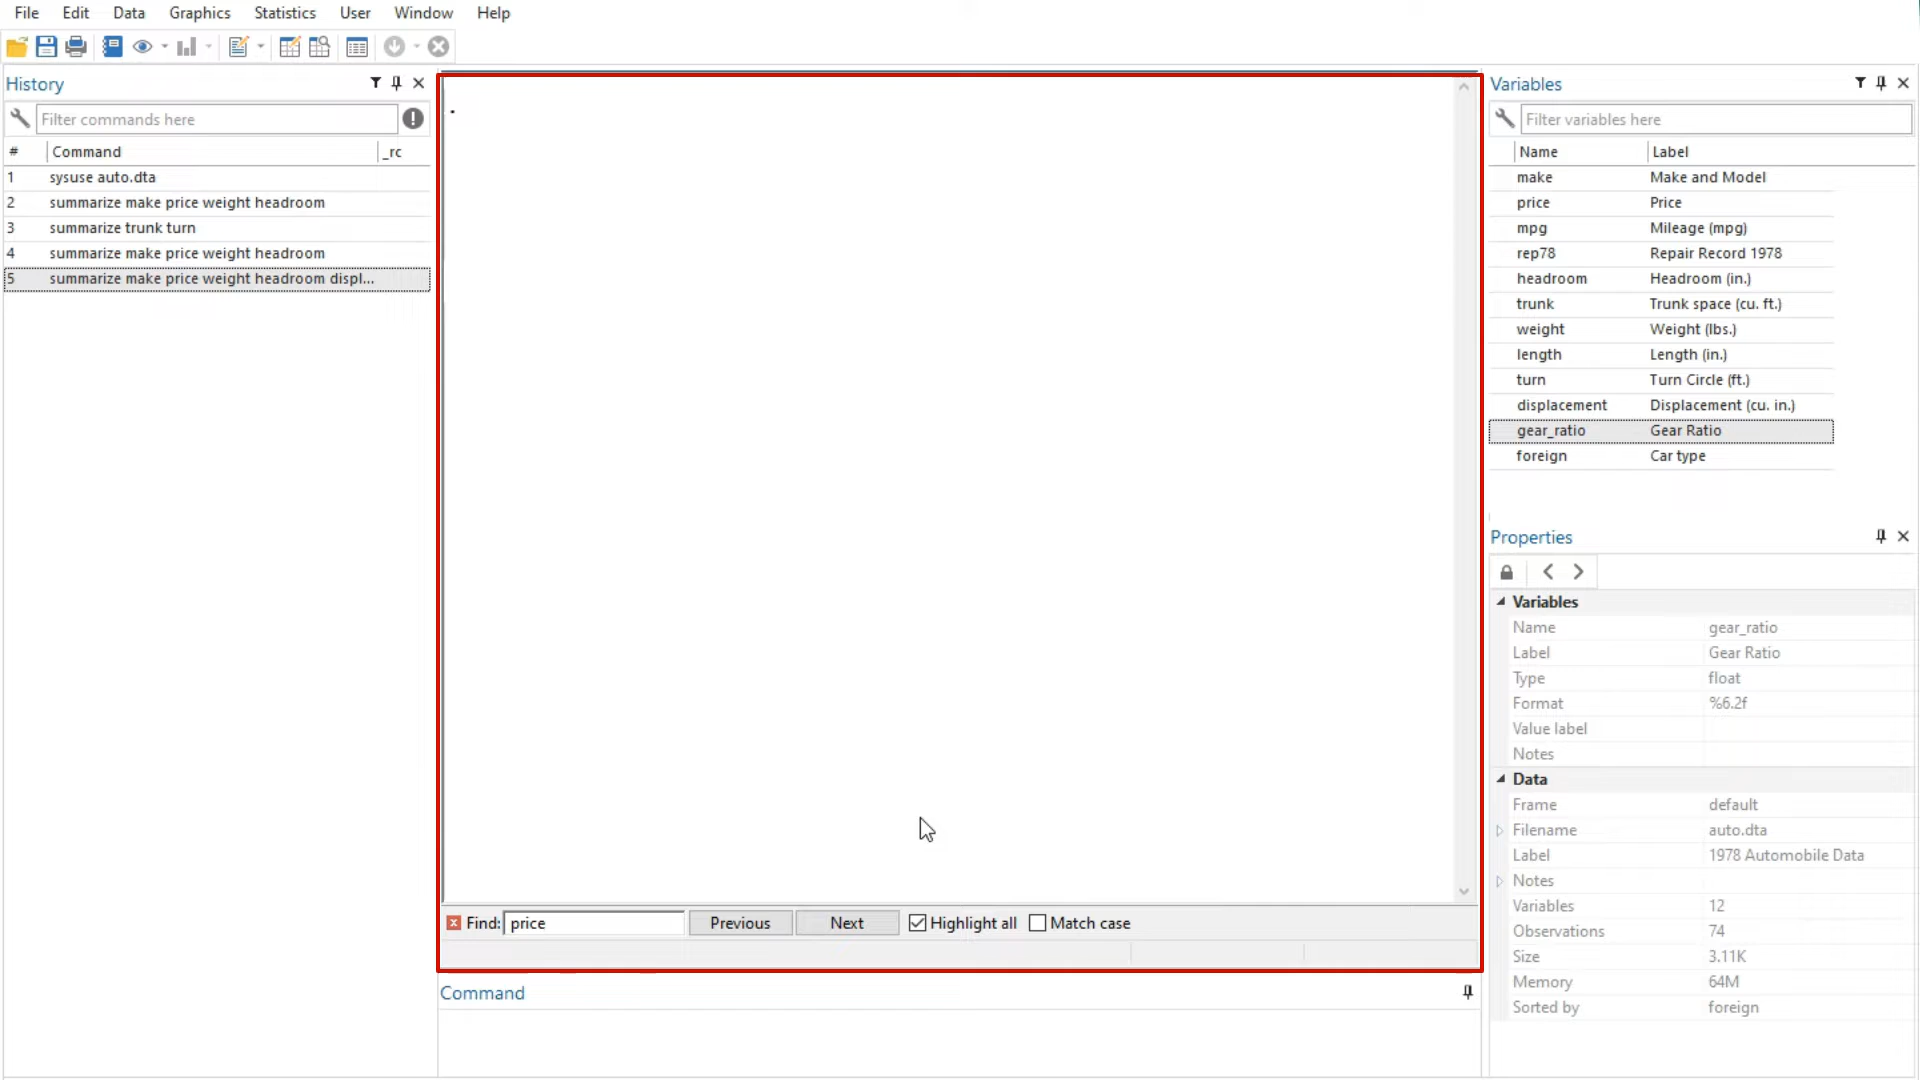 File Edit Data Graphics Statistics User Window Help
History
Filter commands here
# Command _rc
1 sysuse auto.dta
2 summarize make price weight headroom
3 summarize trunk turn
4 summarize make price weight headroom
5 summarize make price weight headroom displ...
.
Find: price Previous Next Highlight all Match case
Command
Variables
Filter variables here
Name Label
make Make and Model
price Price
mpg Mileage (mpg)
rep78 Repair Record 1978
headroom Headroom (in.)
trunk Trunk space (cu. ft.)
weight Weight (lbs.)
length Length (in.)
turn Turn Circle (ft.)
displacement Displacement (cu. in.)
gear_ratio Gear Ratio
foreign Car type
Properties
Variables
Name gear_ratio
Label Gear Ratio
Type float
Format %6.2f
Value label
Notes
Data
Frame default
Filename auto.dta
Label 1978 Automobile Data
Notes
Variables 12
Observations 74
Size 3.11K
Memory 64M
Sorted by foreign